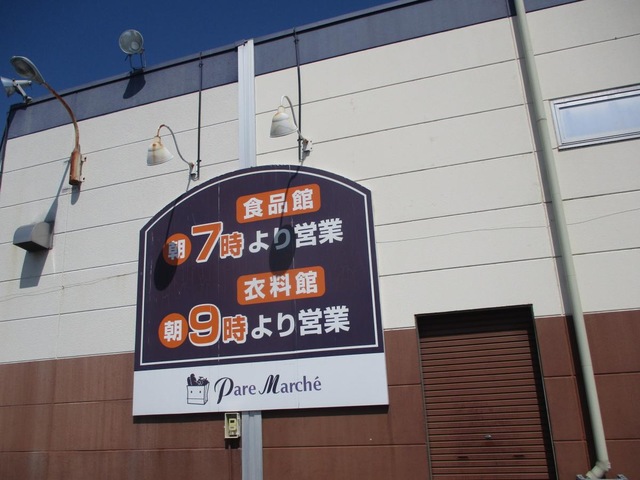 食品館
朝7時より営業
衣料館
朝9時より営業
Pare Marché